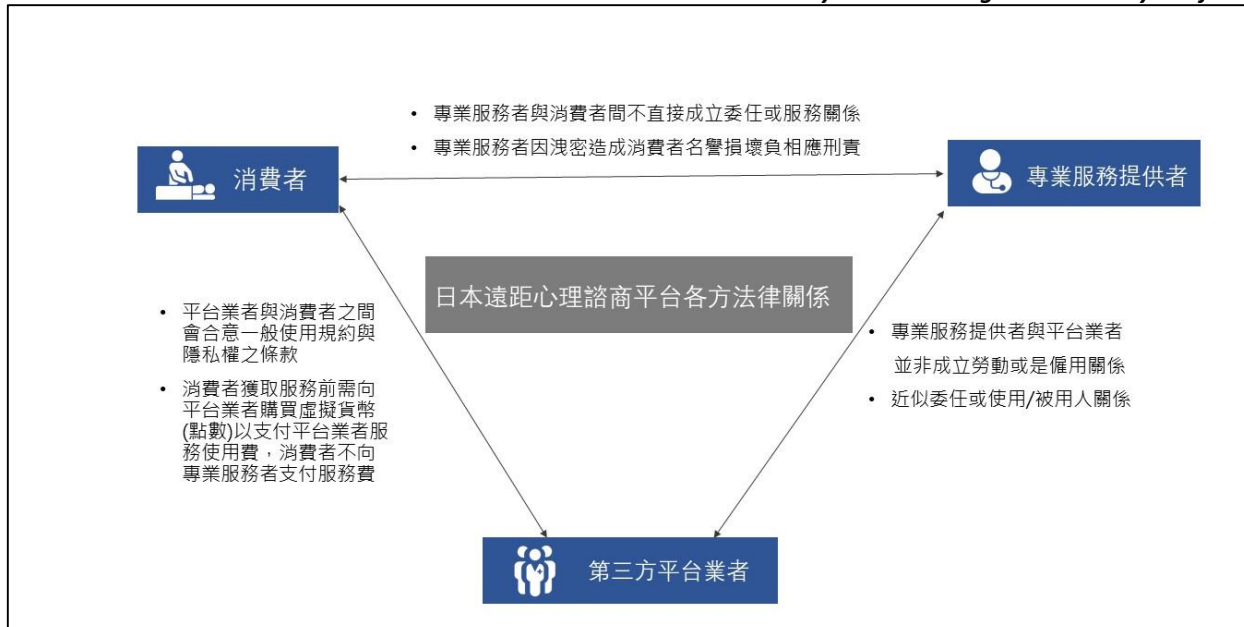 • 專業服務者與消費者間不直接成立委任或服務關係
• 專業服務者因洩密造成消費者名譽損壞負相應刑責
消費者
專業服務提供者
日本遠距心理諮商平台各方法律關係
• 平台業者與消費者之間
會合意一般使用規約與
隱私權之條款
• 消費者獲取服務前需向
平台業者購買虛擬貨幣
(點數)以支付平台業者服
務使用費，消費者不向
專業服務者支付服務費
• 專業服務提供者與平台業者
並非成立勞動或是僱用關係
• 近似委任或使用/被用人關係
第三方平台業者